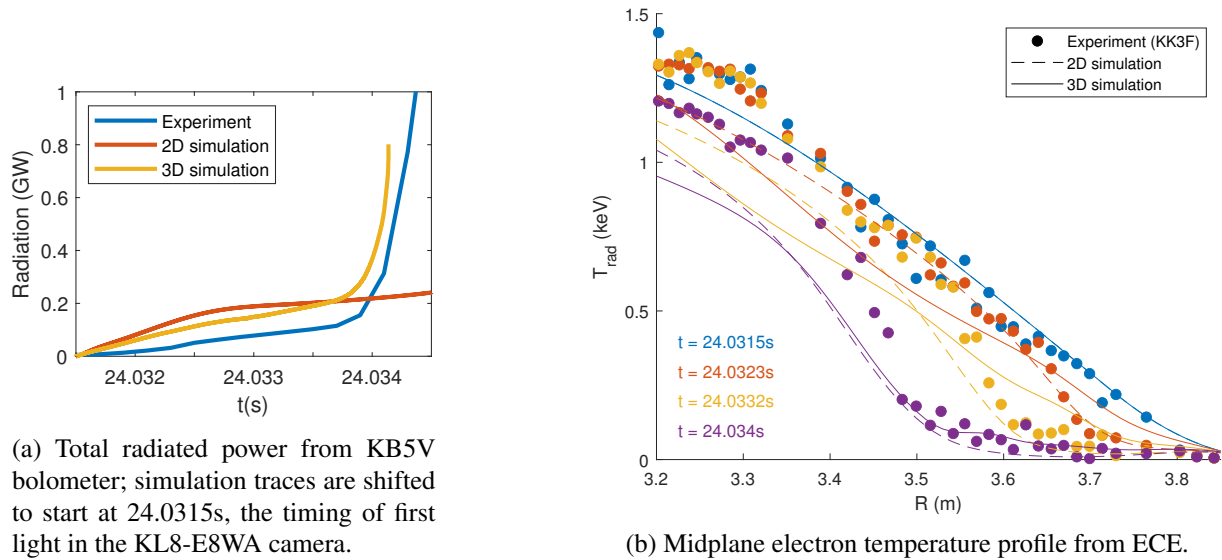 1
0.8
0.6
0.4
0.2
0
Radiation (GW)
Experiment
2D simulation
3D simulation
24.032
24.033
24.034
t(s)
(a) Total radiated power from KB5V
bolometer; simulation traces are shifted
to start at 24.0315s, the timing of first
light in the KL8-E8WA camera.
1.5
1
0.5
0
T_rad (keV)
Experiment (KK3F)
2D simulation
3D simulation
t = 24.0315s
t = 24.0323s
t = 24.0332s
t = 24.034s
3.2
3.3
3.4
3.5
3.6
3.7
3.8
R (m)
(b) Midplane electron temperature profile from ECE.